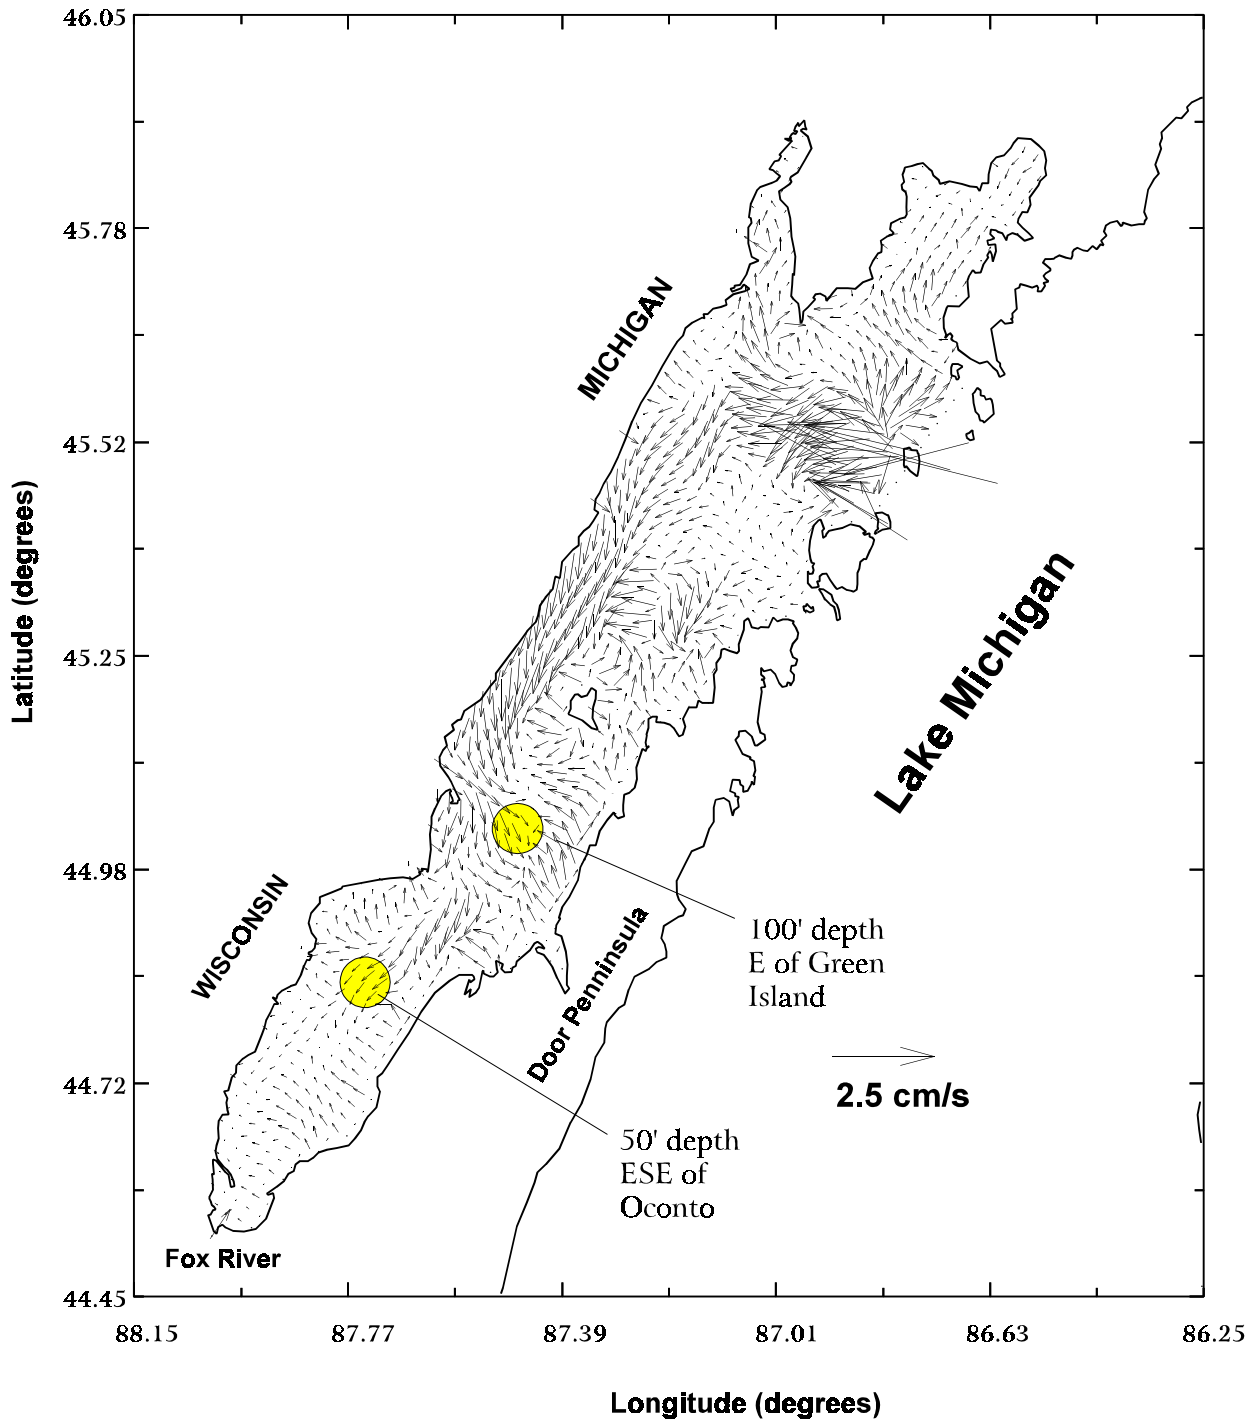 46.05
45.78
45.52
45.25
44.98
44.72
44.45
88.15
87.77
87.39
87.01
86.63
86.25
Latitude (degrees)
Longitude (degrees)
MICHIGAN
WISCONSIN
Lake Michigan
Door Penninsula
100' depth
E of Green
Island
2.5 cm/s
50' depth
ESE of
Oconto
Fox River